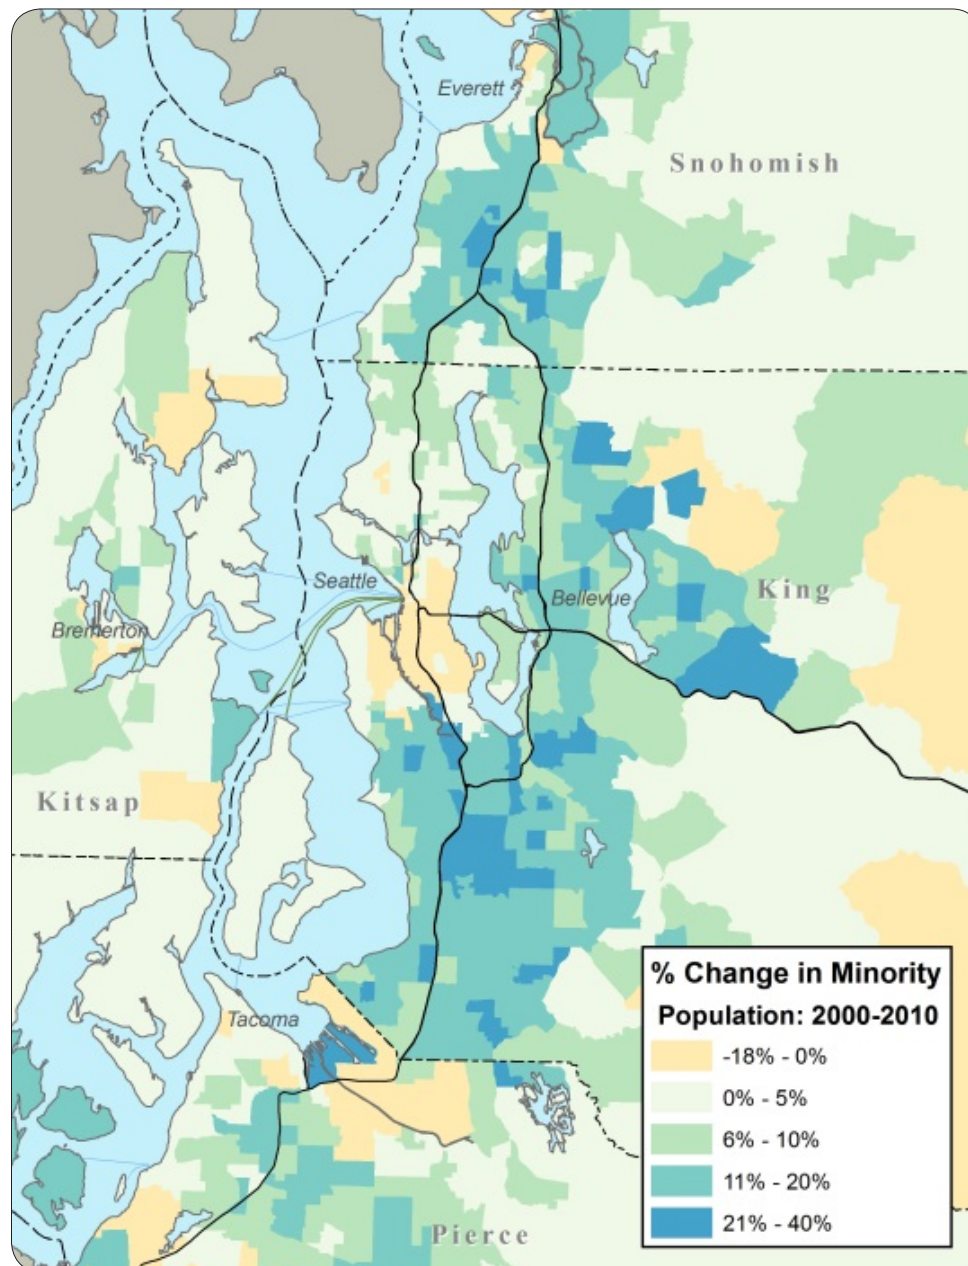 Everett
Snohomish
Seattle
Bellevue
King
Bremerton
Kitsap
Tacoma
Pierce
% Change in Minority
Population: 2000-2010
-18% - 0%
0% - 5%
6% - 10%
11% - 20%
21% - 40%